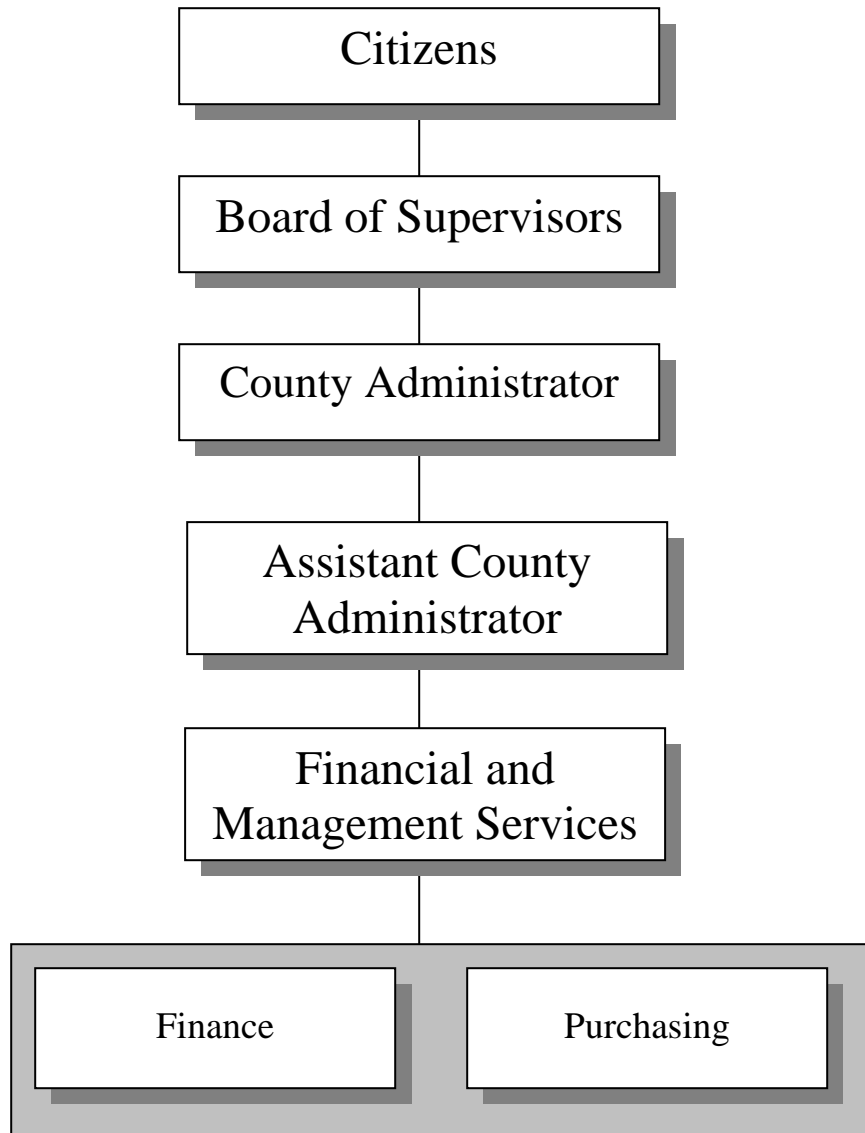 Citizens
Board of Supervisors
County Administrator
Assistant County
Administrator
Financial and
Management Services
Finance
Purchasing